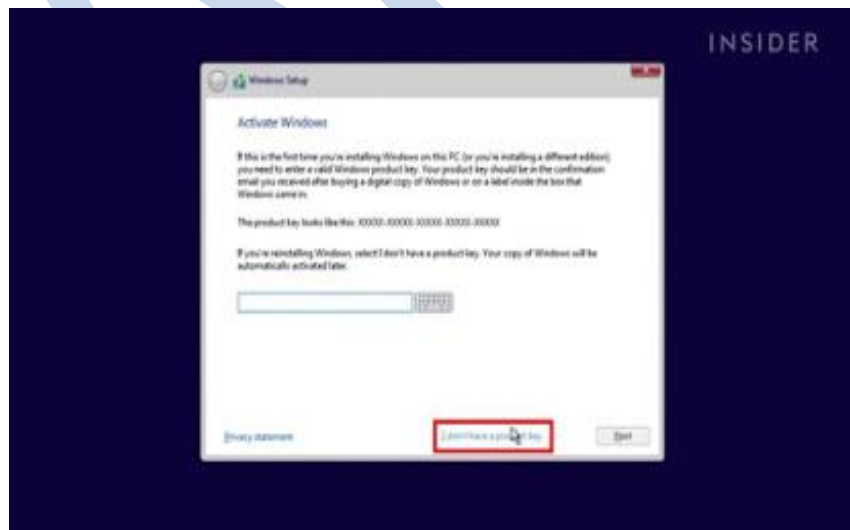 INSIDER
Windows Setup
Activate Windows
If this is the first time you're installing Windows on this PC (or you're installing a different edition),
you need to enter a valid Windows product key. Your product key should be in the confirmation
email you received after buying a digital copy of Windows or on a label inside the box that
Windows came in.
The product key looks like this: XXXXX-XXXXX-XXXXX-XXXXX-XXXXX
If you're reinstalling Windows, select I don't have a product key. Your copy of Windows will be
automatically activated later.
Privacy statement
I don't have a product key
Next